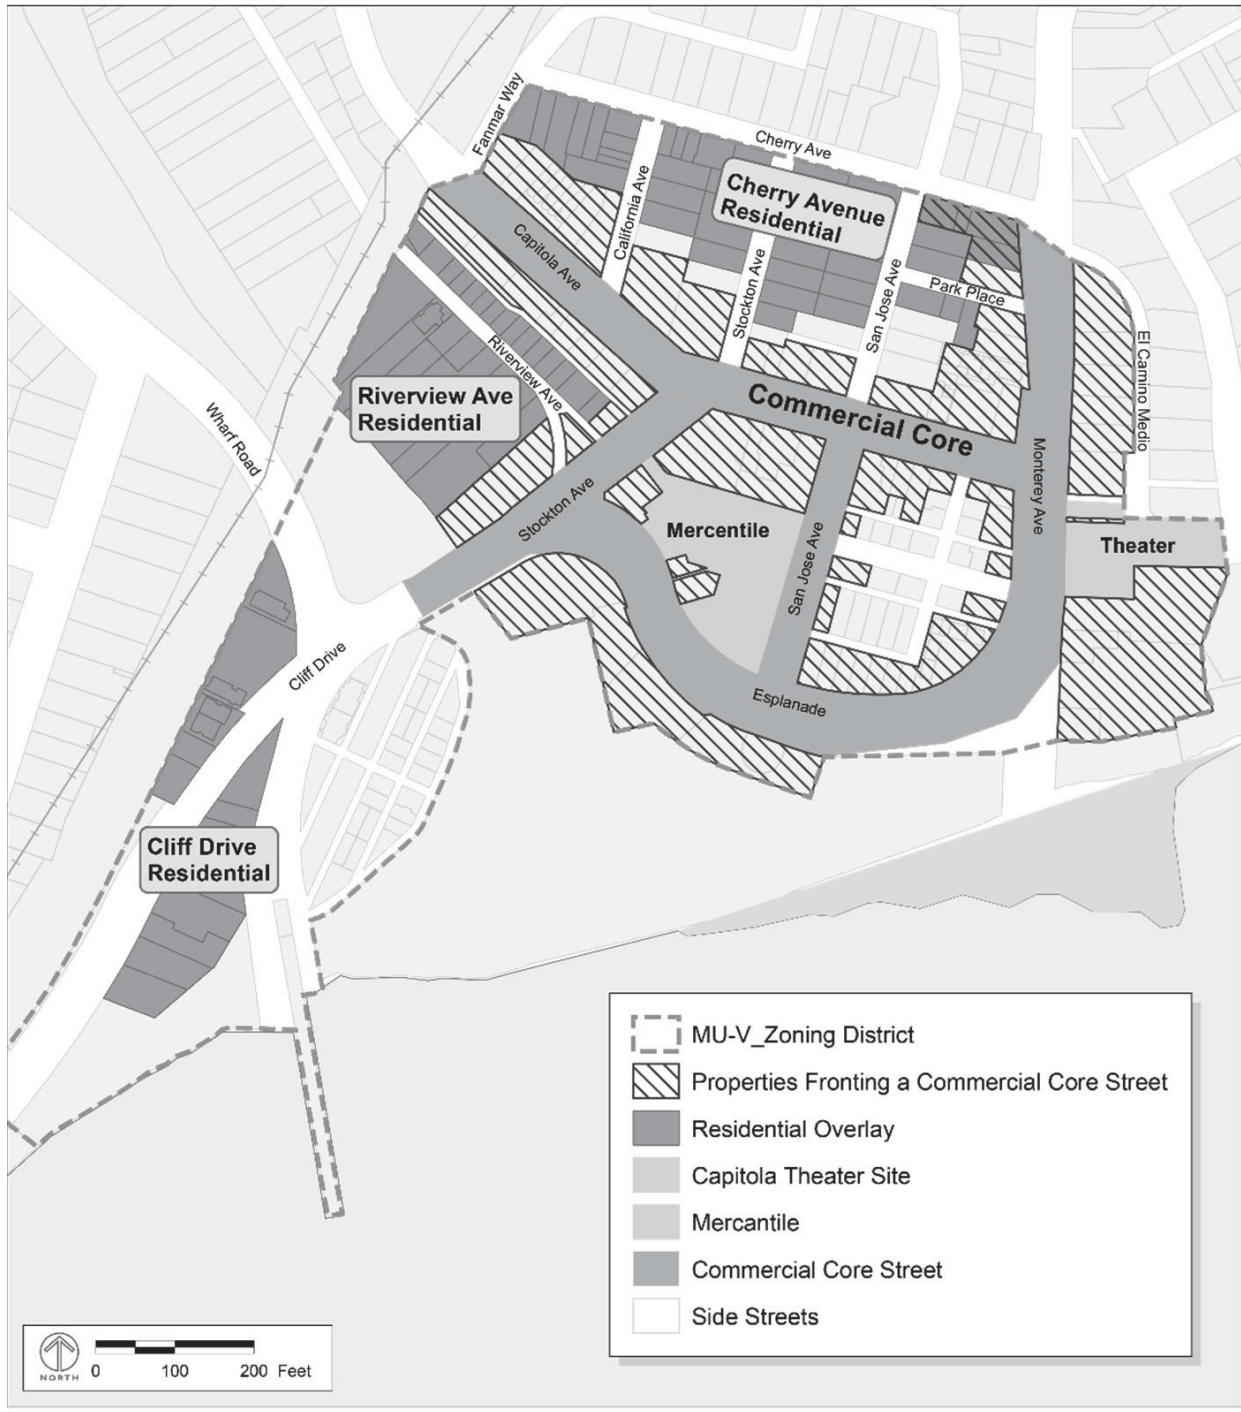 Fanmar Way
Cherry Ave
Cherry Avenue
Residential
California Ave
Capitola Ave
Stockton Ave
San Jose Ave
Park Place
El Camino Medio
Riverview Ave
Riverview Ave
Residential
Commercial Core
Wharf Road
Monterey Ave
Stockton Ave
Mercentile
San Jose Ave
Theater
Cliff Drive
Esplanade
Cliff Drive
Residential
MU-V_Zoning District
Properties Fronting a Commercial Core Street
Residential Overlay
Capitola Theater Site
Mercantile
Commercial Core Street
Side Streets
NORTH
0 100 200 Feet